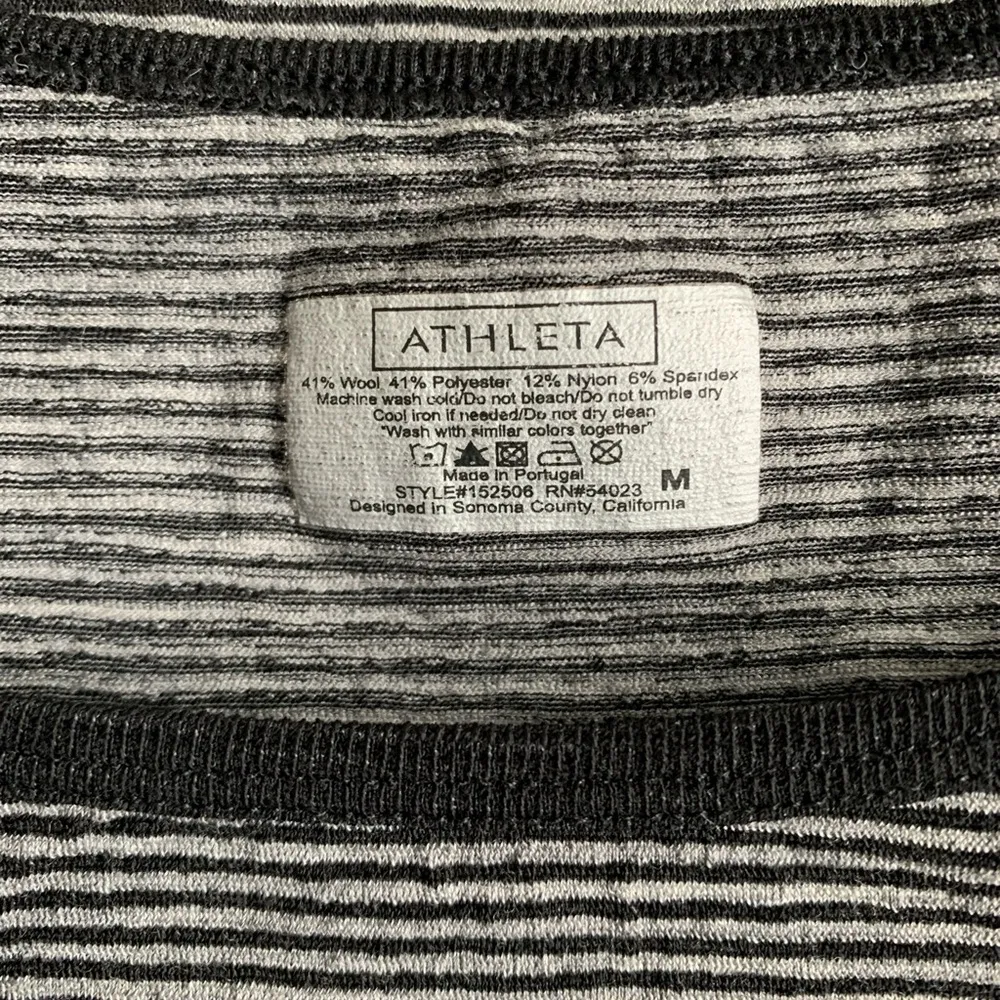 ATHLETA
41% Wool 41% Polyester 12% Nylon 6% Spandex
Machine wash cold/Do not bleach/Do not tumble dry
Cool iron if needed/Do not dry clean
"Wash with similar colors together"
Made in Portugal
M
STYLE#152506 RN#54023
Designed in Sonoma County, California